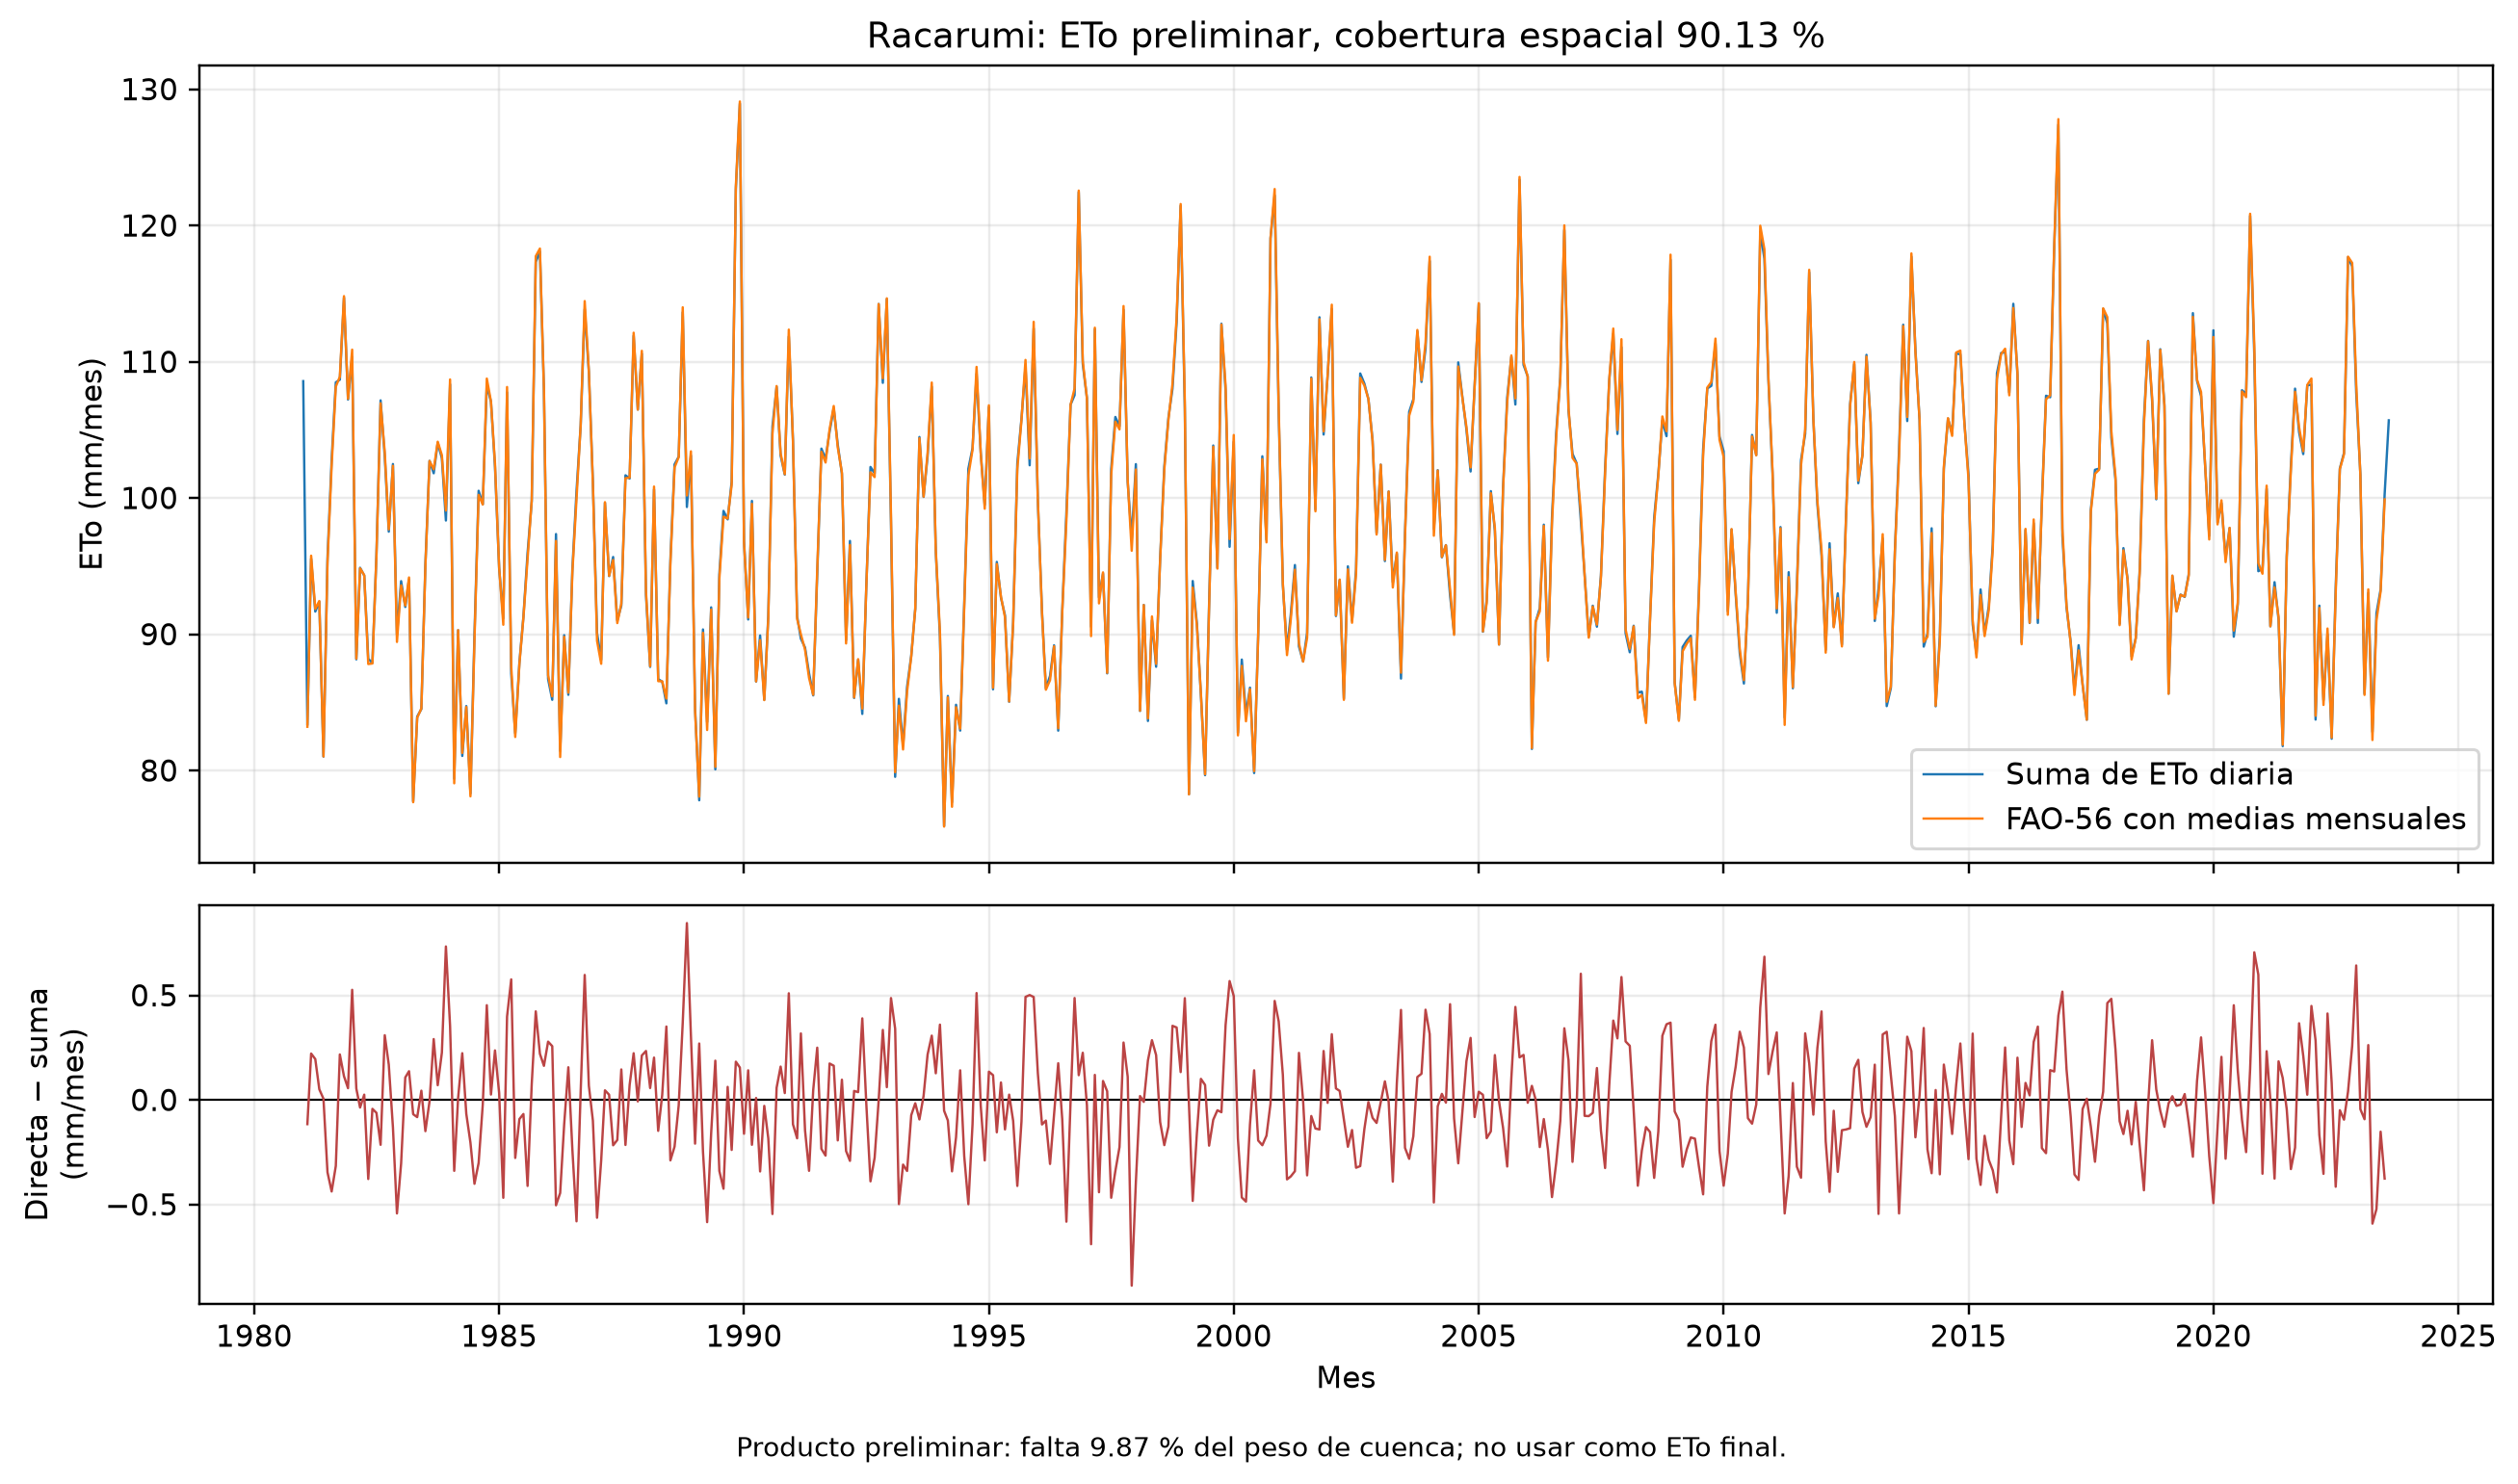 Racarumi: ETo preliminar, cobertura espacial 90.13 %
ETo (mm/mes)
130
120
110
100
90
80
Suma de ETo diaria
FAO-56 con medias mensuales
Directa − suma
(mm/mes)
0.5
0.0
−0.5
1980 1985 1990 1995 2000 2005 2010 2015 2020 2025
Mes
Producto preliminar: falta 9.87 % del peso de cuenca; no usar como ETo final.